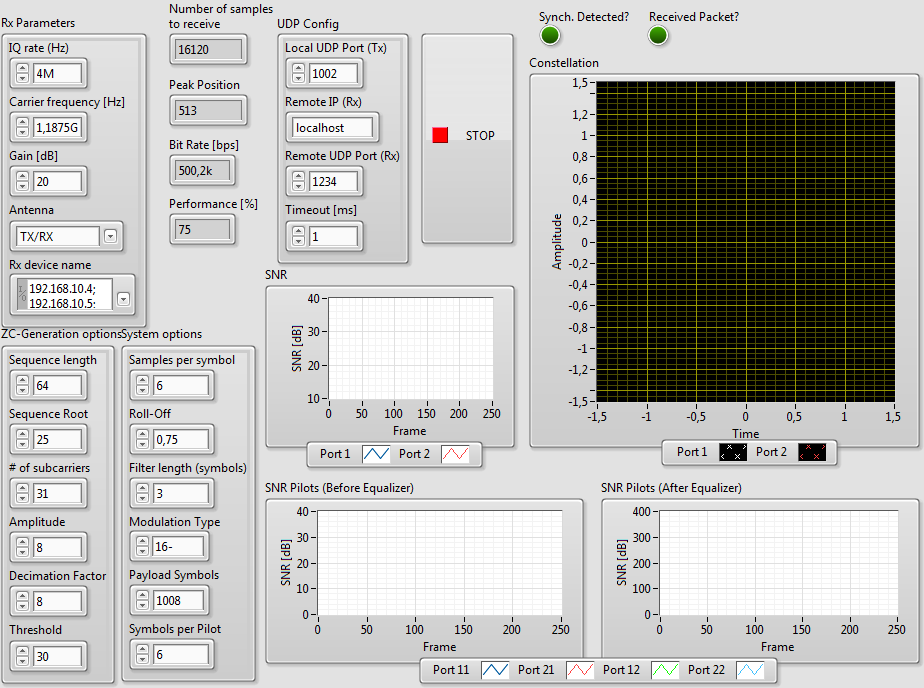 Rx Parameters
IQ rate (Hz)
4M
Carrier frequency [Hz]
1,1875G
Gain [dB]
20
Antenna
TX/RX
Rx device name
192.168.10.4;
192.168.10.5:
Number of samples
to receive
16120
Peak Position
513
Bit Rate [bps]
500,2k
Performance [%]
75
UDP Config
Local UDP Port (Tx)
1002
Remote IP (Rx)
localhost
Remote UDP Port (Rx)
1234
Timeout [ms]
1
STOP
Synch. Detected?
Received Packet?
Constellation
Amplitude
1,5
1,2
1
0,8
0,6
0,4
0,2
0
-0,2
-0,4
-0,6
-0,8
-1
-1,2
-1,5
-1,5 -1 -0,5 0 0,5 1 1,5
Time
Port 1 Port 2
ZC-Generation options
Sequence length
64
Sequence Root
25
# of subcarriers
31
Amplitude
8
Decimation Factor
8
Threshold
30
System options
Samples per symbol
6
Roll-Off
0,75
Filter length (symbols)
3
Modulation Type
16-
Payload Symbols
1008
Symbols per Pilot
6
SNR
SNR [dB]
40
30
20
10
0 50 100 150 200 250
Frame
Port 1 Port 2
SNR Pilots (Before Equalizer)
SNR [dB]
40
30
20
10
0
0 50 100 150 200 250
Frame
SNR Pilots (After Equalizer)
SNR [dB]
400
300
200
0
0 50 100 150 200 250
Frame
Port 11 Port 21 Port 12 Port 22